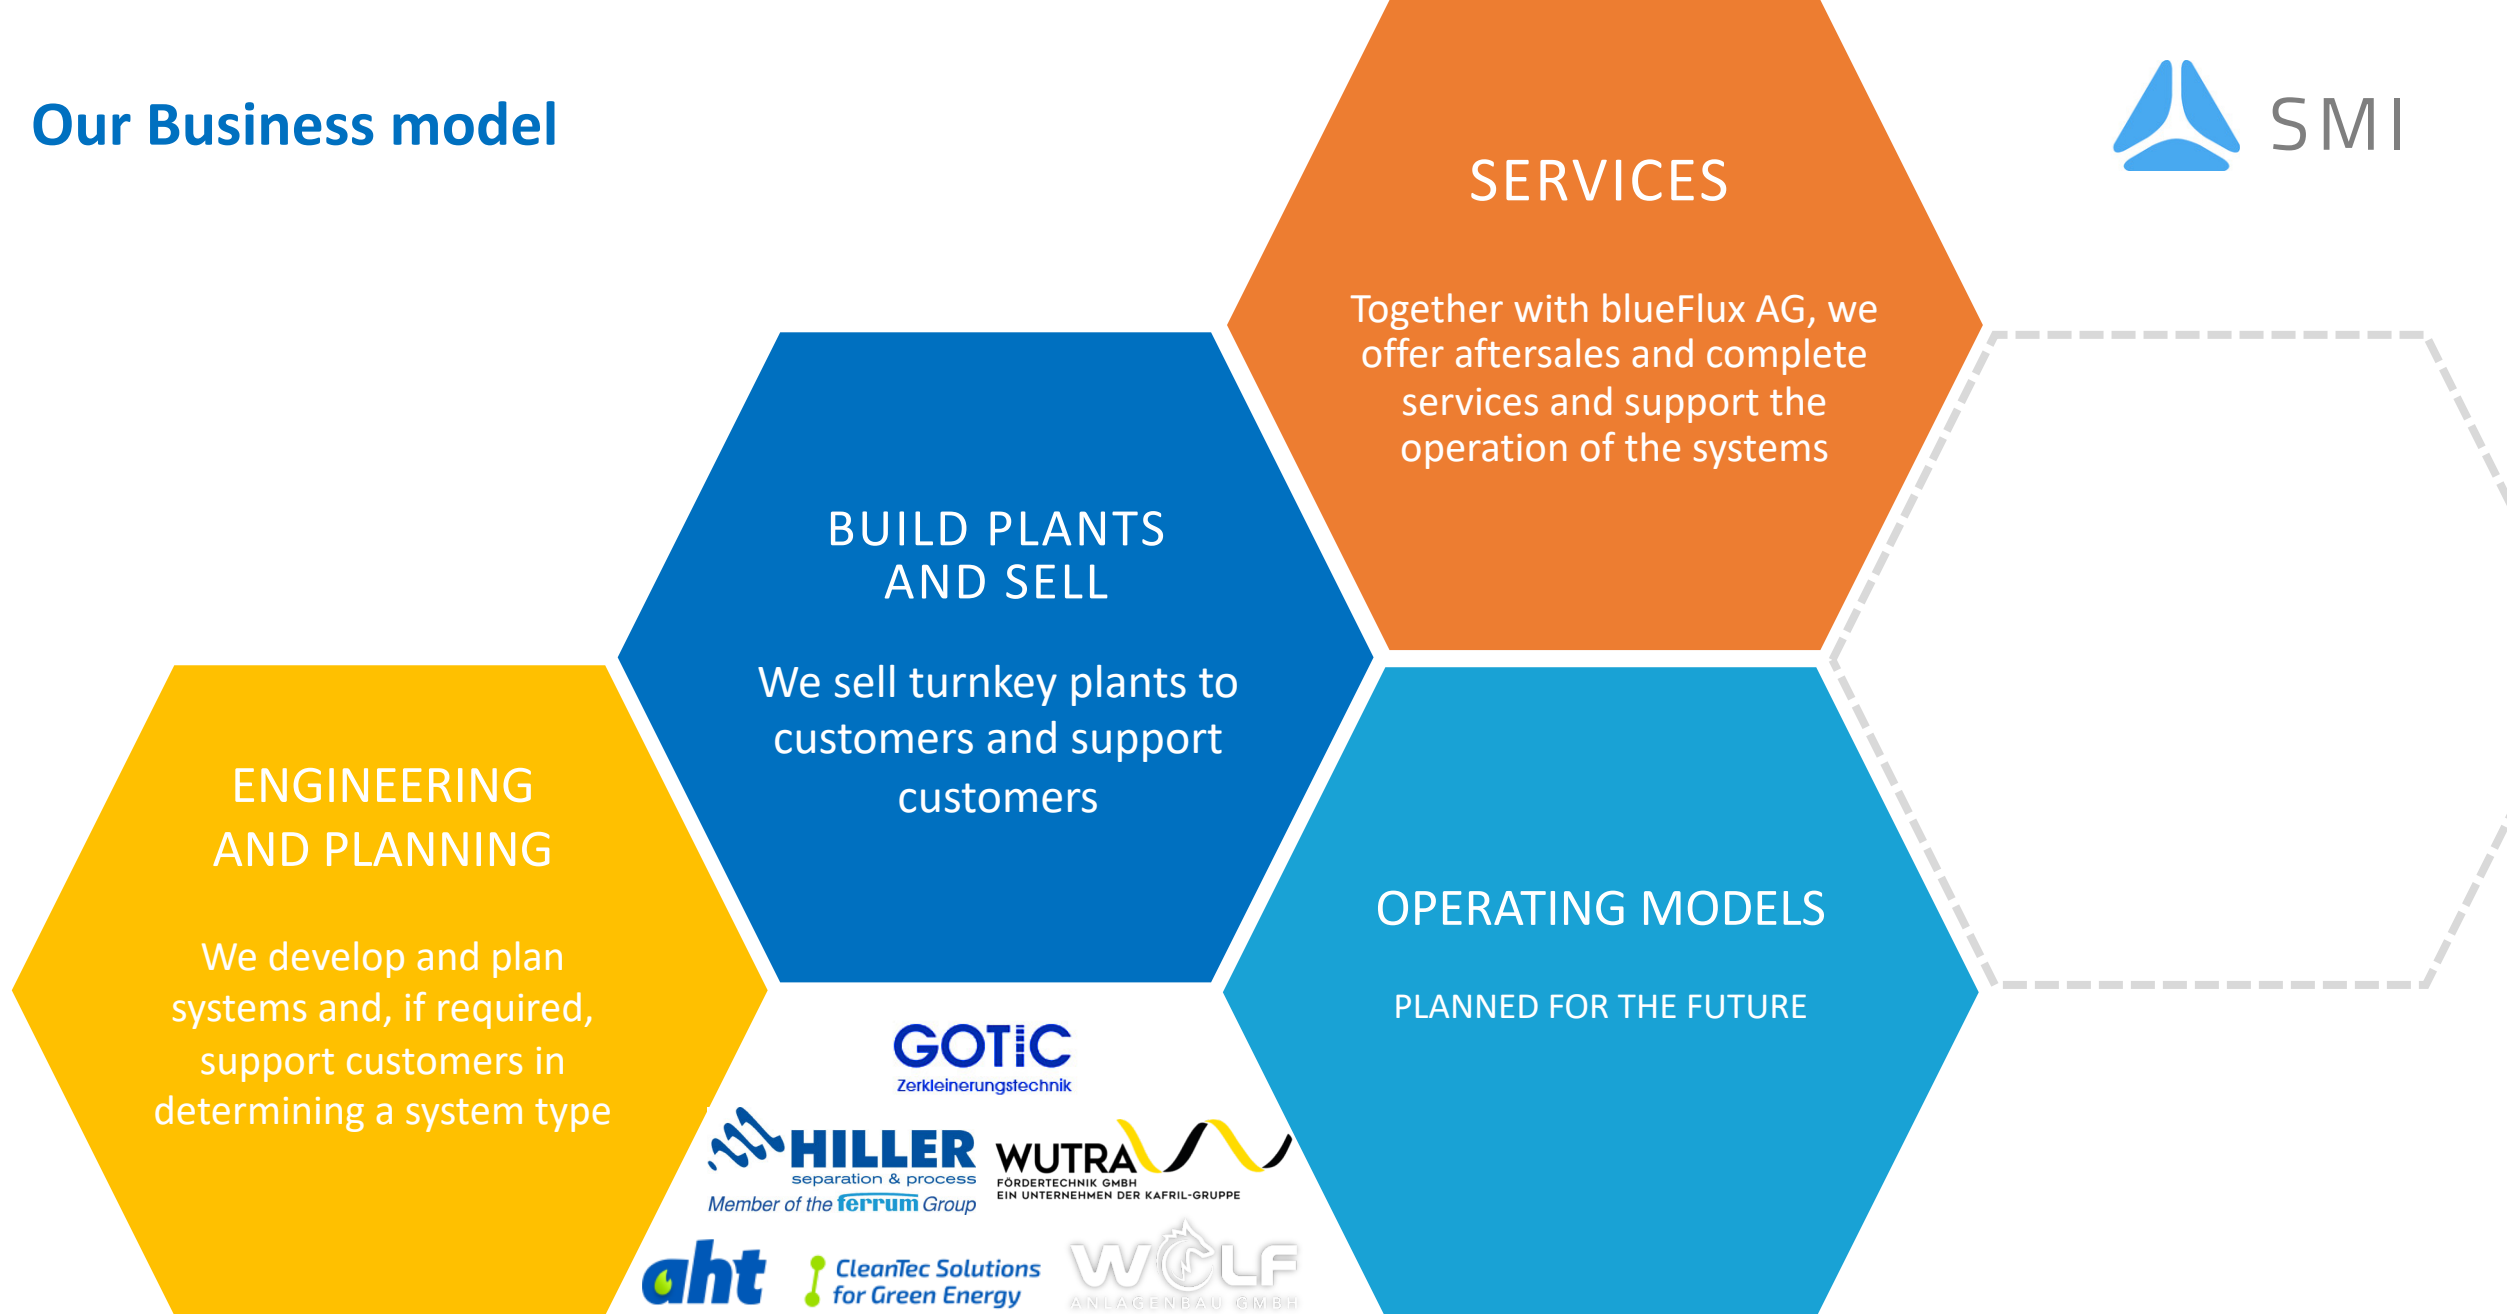 Our Business model
SMI
SERVICES
Together with blueFlux AG, we
offer aftersales and complete
services and support the
operation of the systems
BUILD PLANTS
AND SELL
We sell turnkey plants to
customers and support
customers
ENGINEERING
AND PLANNING
We develop and plan
systems and, if required,
support customers in
determining a system type
OPERATING MODELS
PLANNED FOR THE FUTURE
GOTiC
Zerkleinerungstechnik
HILLER
separation & process
Member of the ferrum Group
WUTRA
FÖRDERTECHNIK GMBH
EIN UNTERNEHMEN DER KAFRIL-GRUPPE
aht
CleanTec Solutions
for Green Energy
WOLF
ANLAGENBAU GMBH